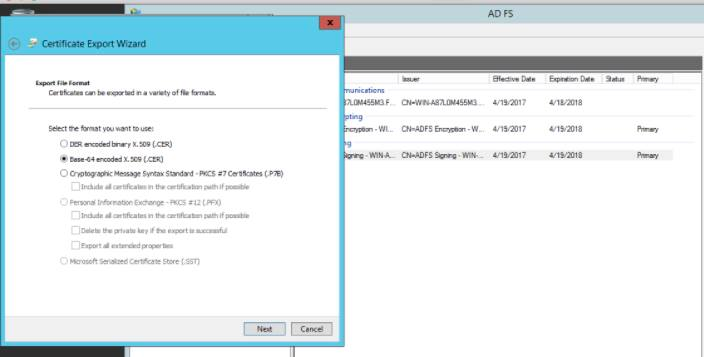 AD FS
x
Certificate Export Wizard
Export File Format
Certificates can be exported in a variety of file formats.
Select the format you want to use:
DER encoded binary X.509 (.CER)
Base-64 encoded X.509 (.CER)
Cryptographic Message Syntax Standard - PKCS #7 Certificates (.P7B)
Include all certificates in the certification path if possible
Personal Information Exchange - PKCS #12 (.PFX)
Include all certificates in the certification path if possible
Delete the private key if the export is successful
Export all extended properties
Microsoft Serialized Certificate Store (.SST)
Next Cancel
Issuer Effective Date Expiration Date Status Primary
munications
87L0M455M3.F... CN=WIN-A87L0M455M3.... 4/19/2017 4/18/2018
pting
Encryption - WI... CN=ADFS Encryption - W... 4/19/2017 4/19/2018 Primary
ng
Signing - WIN-A... CN=ADFS Signing - WIN-... 4/19/2017 4/19/2018 Primary